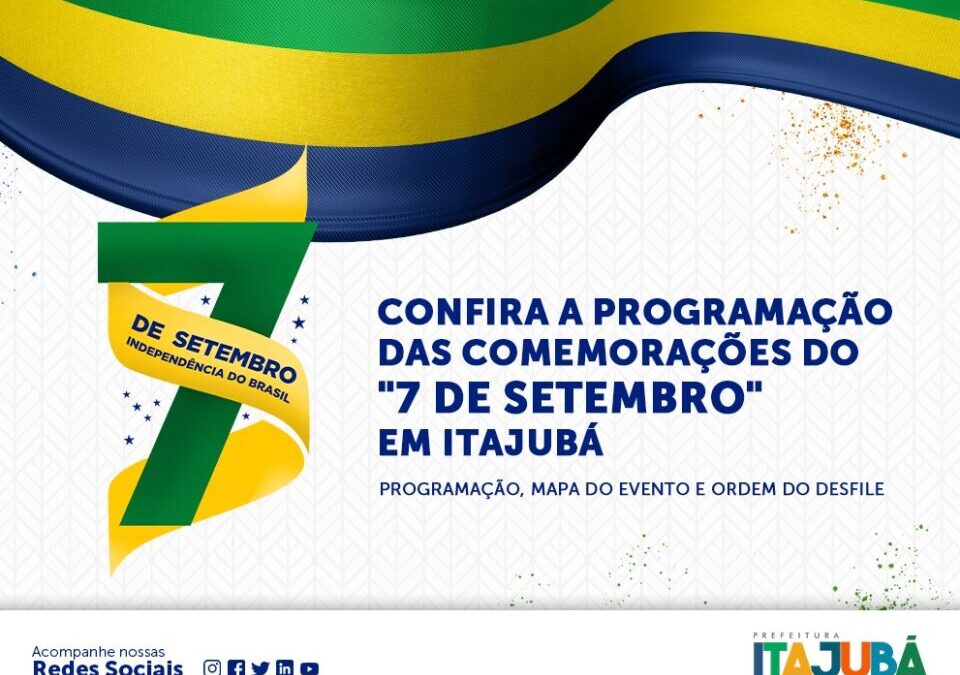 7
DE SETEMBRO
INDEPENDÊNCIA DO BRASIL
CONFIRA A PROGRAMAÇÃO
DAS COMEMORAÇÕES DO
"7 DE SETEMBRO"
EM ITAJUBÁ
PROGRAMAÇÃO, MAPA DO EVENTO E ORDEM DO DESFILE
Acompanhe nossas
Redes Sociais
PREFEITURA
ITAJUBÁ